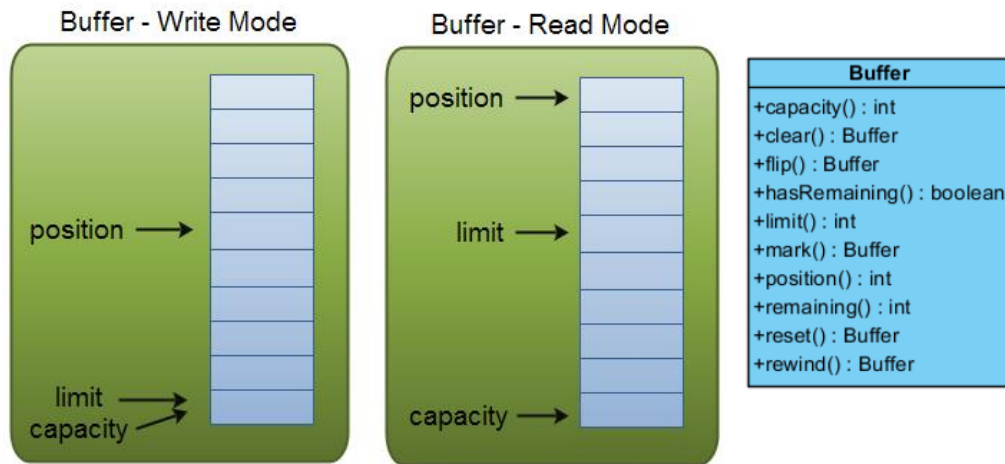 Buffer - Write Mode
position
limit
capacity
Buffer - Read Mode
position
limit
capacity
Buffer
+capacity() : int
+clear() : Buffer
+flip() : Buffer
+hasRemaining() : boolean
+limit() : int
+mark() : Buffer
+position() : int
+remaining() : int
+reset() : Buffer
+rewind() : Buffer